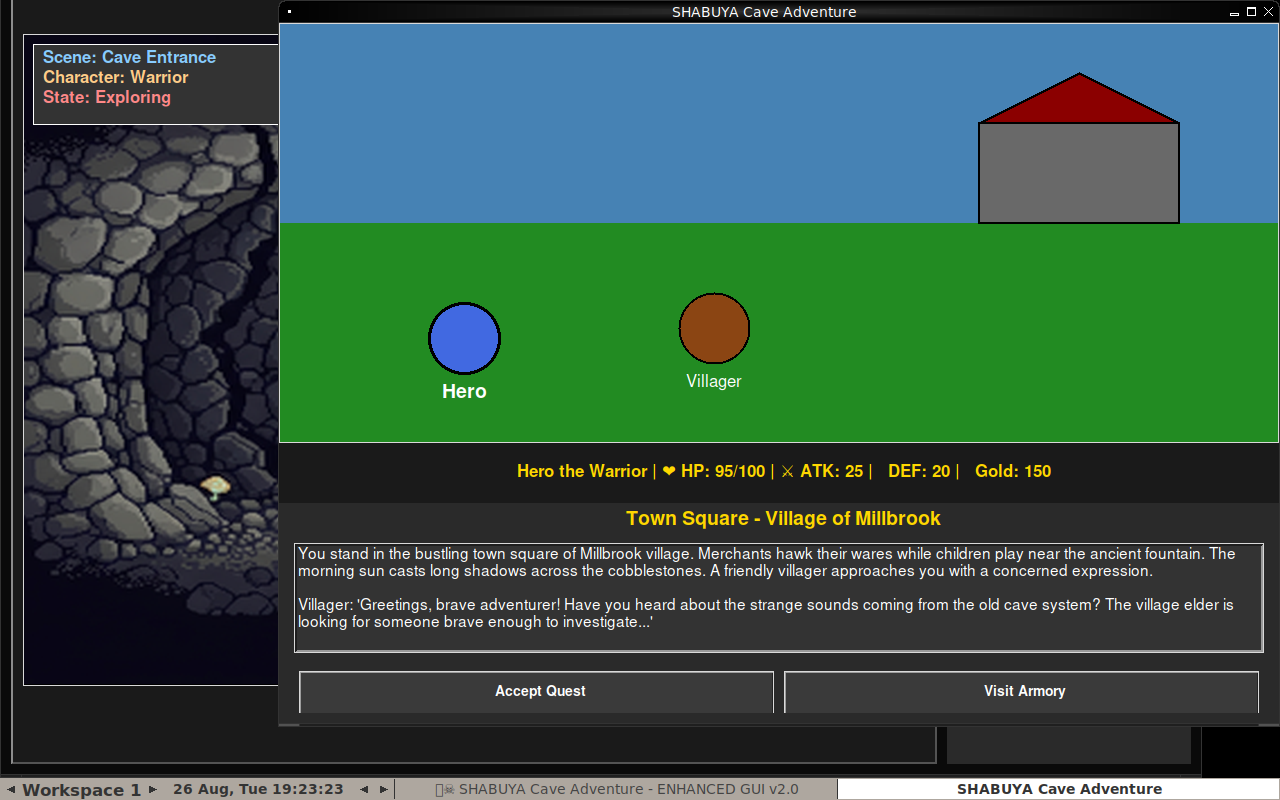 SHABUYA Cave Adventure
Scene: Cave Entrance
Character: Warrior
State: Exploring
Hero
Villager
Hero the Warrior | ❤ HP: 95/100 | ⚔ ATK: 25 | DEF: 20 | Gold: 150
Town Square - Village of Millbrook
You stand in the bustling town square of Millbrook village. Merchants hawk their wares while children play near the ancient fountain. The
morning sun casts long shadows across the cobblestones. A friendly villager approaches you with a concerned expression.
Villager: 'Greetings, brave adventurer! Have you heard about the strange sounds coming from the old cave system? The village elder is
looking for someone brave enough to investigate...'
Accept Quest
Visit Armory
Workspace 1
26 Aug, Tue 19:23:23
☠ SHABUYA Cave Adventure - ENHANCED GUI v2.0
SHABUYA Cave Adventure